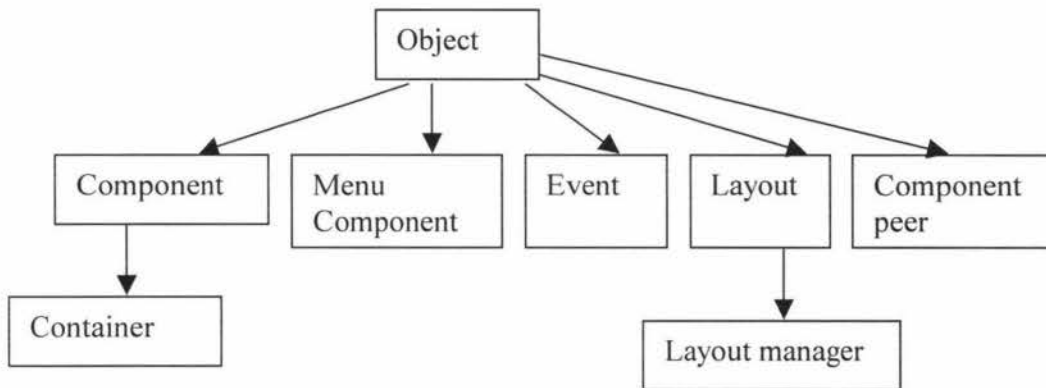 Object
Component
Menu
Component
Event
Layout
Component
peer
Container
Layout manager